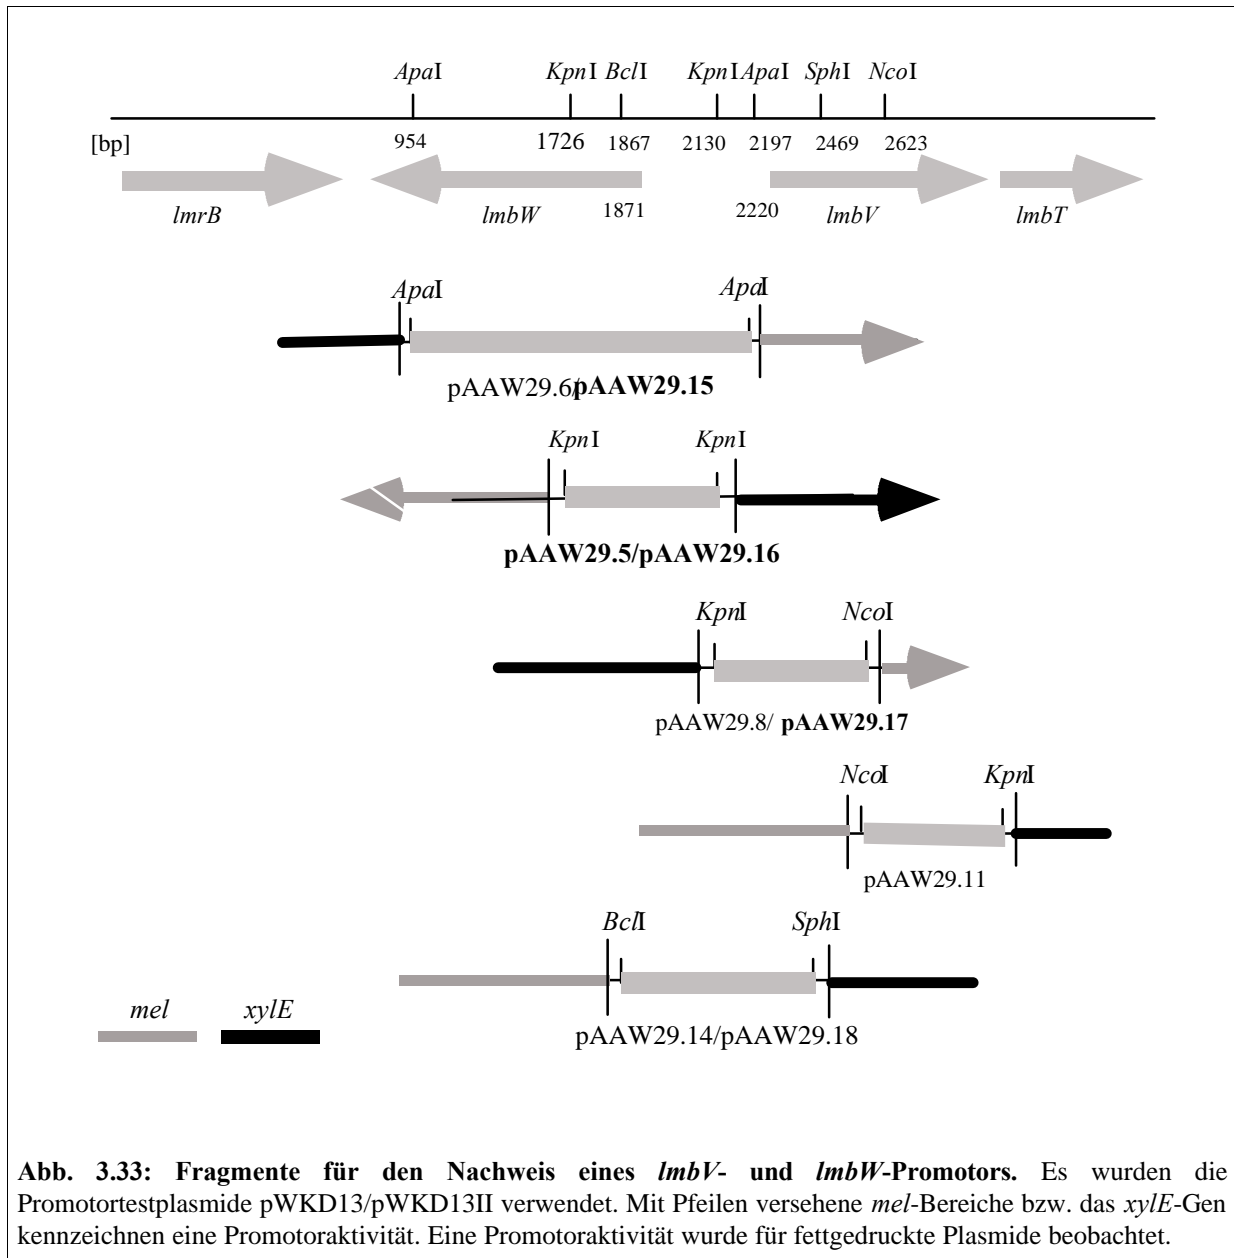 ApaI KpnI BclI KpnI ApaI SphI NcoI
[bp] 954 1726 1867 2130 2197 2469 2623
lmrB lmbW 1871 2220 lmbV lmbT
ApaI ApaI
pAAW29.6/pAAW29.15
KpnI KpnI
pAAW29.5/pAAW29.16
KpnI NcoI
pAAW29.8/ pAAW29.17
NcoI KpnI
pAAW29.11
BclI SphI
mel xylE
pAAW29.14/pAAW29.18
Abb. 3.33: Fragmente für den Nachweis eines lmbV- und lmbW-Promotors. Es wurden die
Promotortestplasmide pWKD13/pWKD13II verwendet. Mit Pfeilen versehene mel-Bereiche bzw. das xylE-Gen
kennzeichnen eine Promotoraktivität. Eine Promotoraktivität wurde für fettgedruckte Plasmide beobachtet.